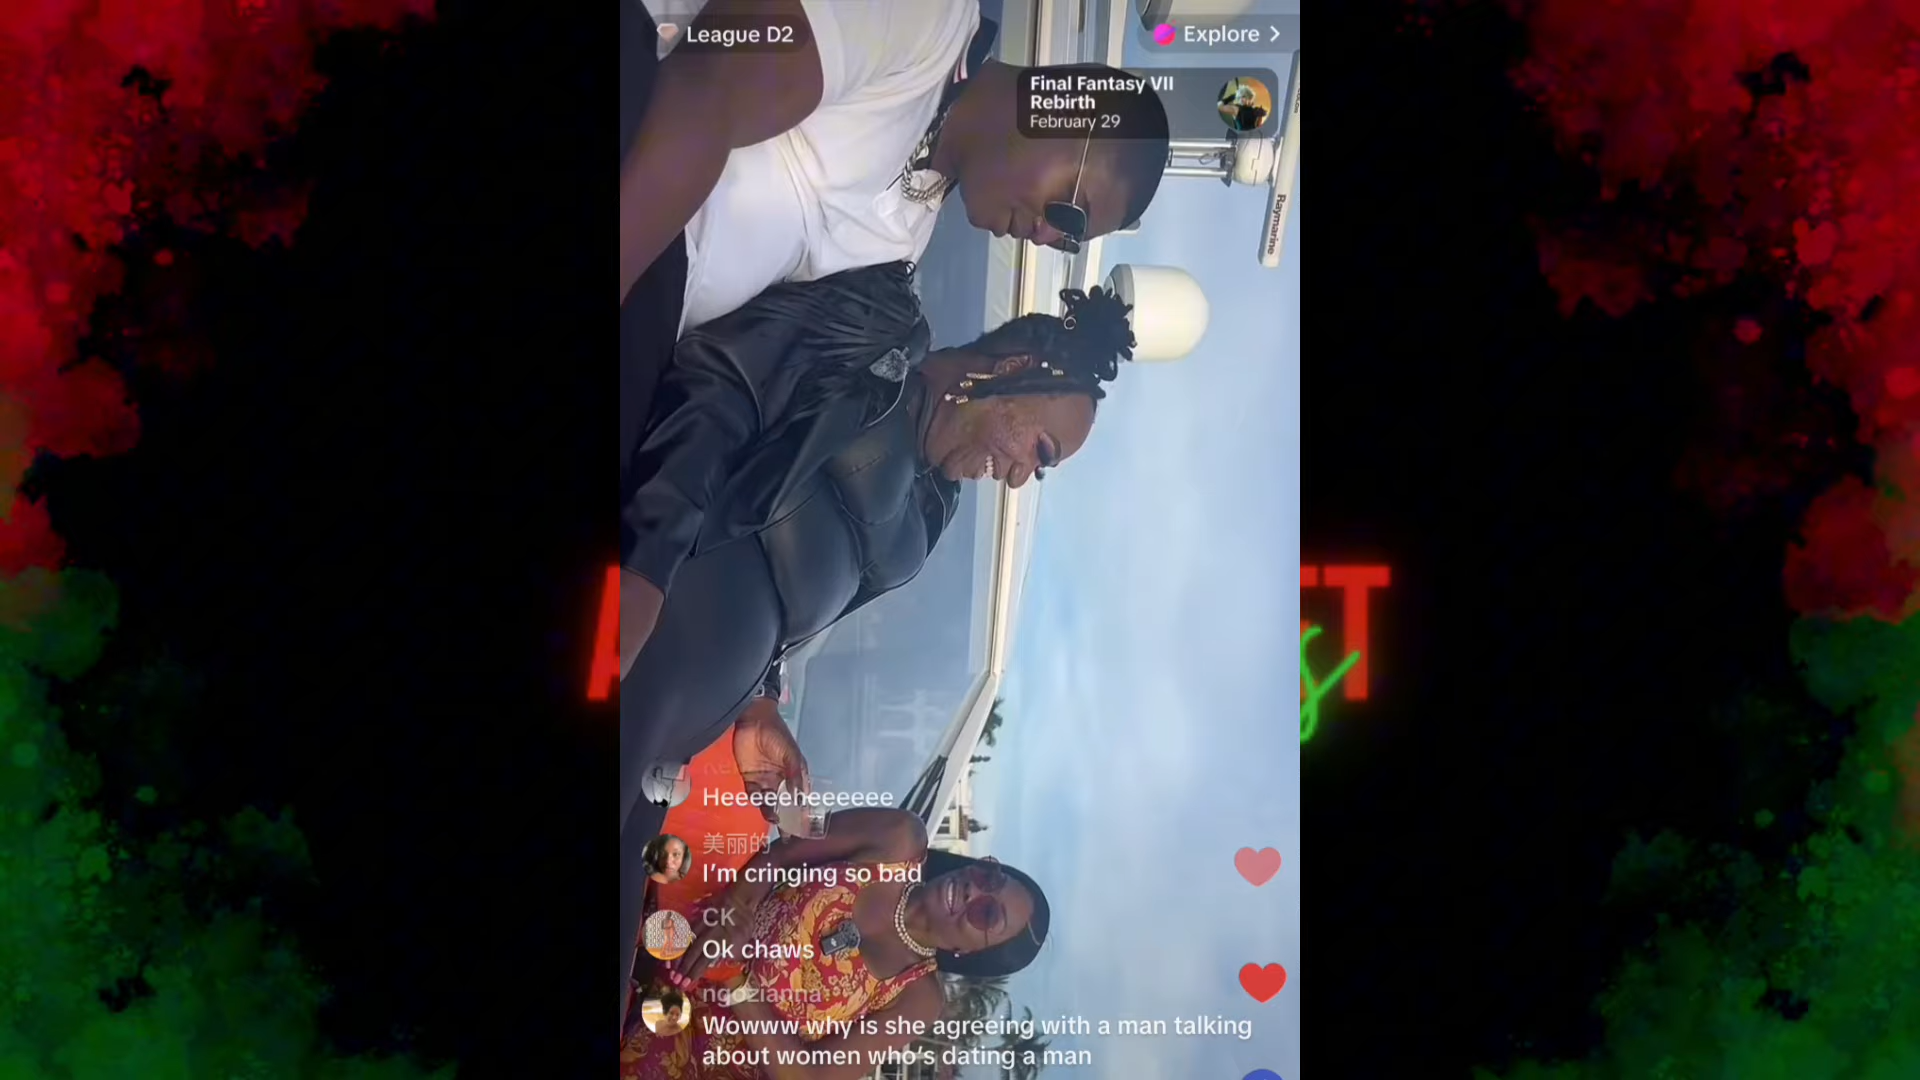 League D2
Explore >
Final Fantasy VII
Rebirth
February 29
Raymarine
Heeeeeheeeeee
美丽的
I'm cringing so bad
CK
Ok chaws
ngozianna
Wowww why is she agreeing with a man talking
about women who's dating a man